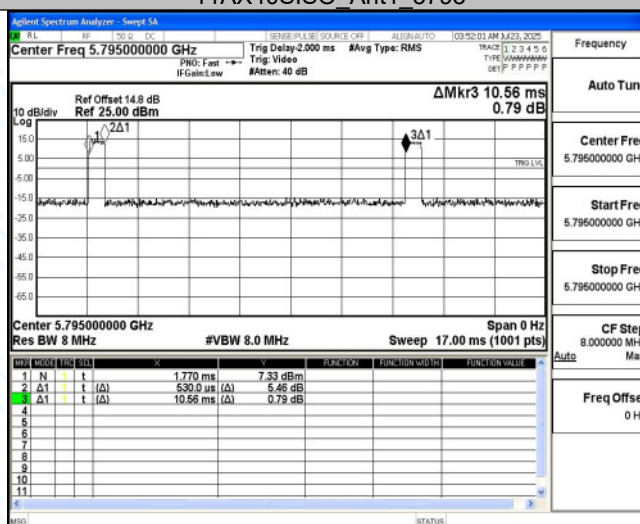 11AX40SISO_Ant1_5795
Agilent Spectrum Analyzer - Swept SA
RL RF 50 Ω DC SENSE:PULSE SOURCE OFF ALIGN AUTO 03:52:01 AM Jul 23, 2025
Center Freq 5.795000000 GHz
PNO: Fast
IFGain:Low
Trig Delay-2.000 ms
Trig: Video
#Atten: 40 dB
#Avg Type: RMS
TRACE 1 2 3 4 5 6
TYPE WWWWWW
DET P P P P P P
Frequency
Auto Tun
Center Fre
5.795000000 GH
Start Fre
5.795000000 GH
Stop Fre
5.795000000 GH
CF Step
8.000000 MH
Auto Ma
Freq Offse
0 H
ΔMkr3 10.56 ms
0.79 dB
Ref Offset 14.8 dB
10 dB/div Ref 25.00 dBm
Log
15.0
5.00
-5.00
-15.0
-25.0
-35.0
-45.0
-55.0
-65.0
1
2Δ1
3Δ1
TRIG LVL
Center 5.795000000 GHz Span 0 Hz
Res BW 8 MHz #VBW 8.0 MHz Sweep 17.00 ms (1001 pts)
MKR MODE TRC SCL X Y FUNCTION FUNCTION WIDTH FUNCTION VALUE
1 N 1 t 1.770 ms 7.33 dBm
2 Δ1 1 t (Δ) 530.0 us (Δ) 5.46 dB
3 Δ1 1 t (Δ) 10.56 ms (Δ) 0.79 dB
4
5
6
7
8
9
10
11
MSG STATUS